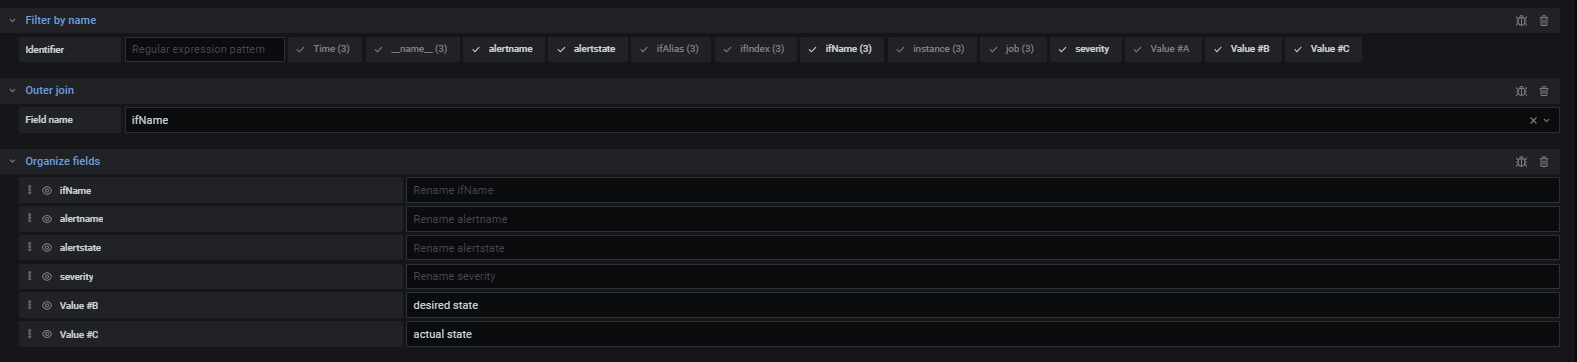 Filter by name
Identifier Regular expression pattern Time (3) __name__ (3) alertname alertstate ifAlias (3) ifIndex (3) ifName (3) instance (3) job (3) severity Value #A Value #B Value #C
Outer join
Field name ifName
Organize fields
ifName Rename ifName
alertname Rename alertname
alertstate Rename alertstate
severity Rename severity
Value #B desired state
Value #C actual state